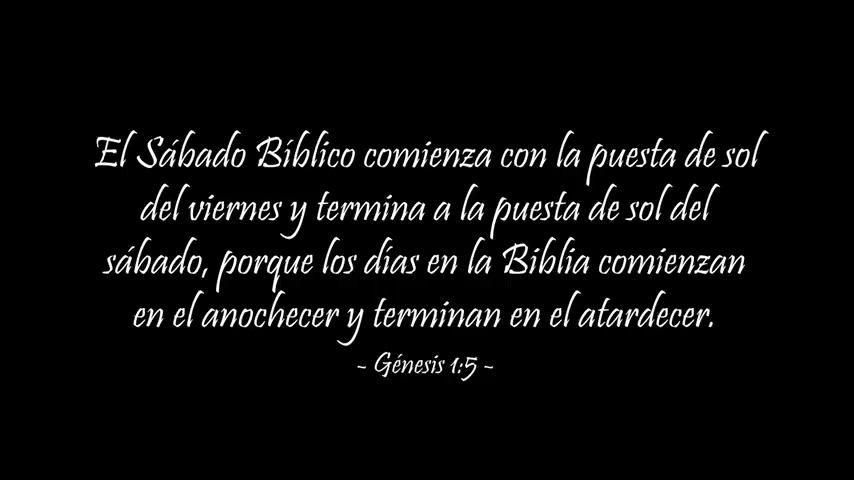 El Sábado Bíblico comienza con la puesta de sol
del viernes y termina a la puesta de sol del
sábado, porque los días en la Biblia comienzan
en el anochecer y terminan en el atardecer.
~ Génesis 1:5 ~